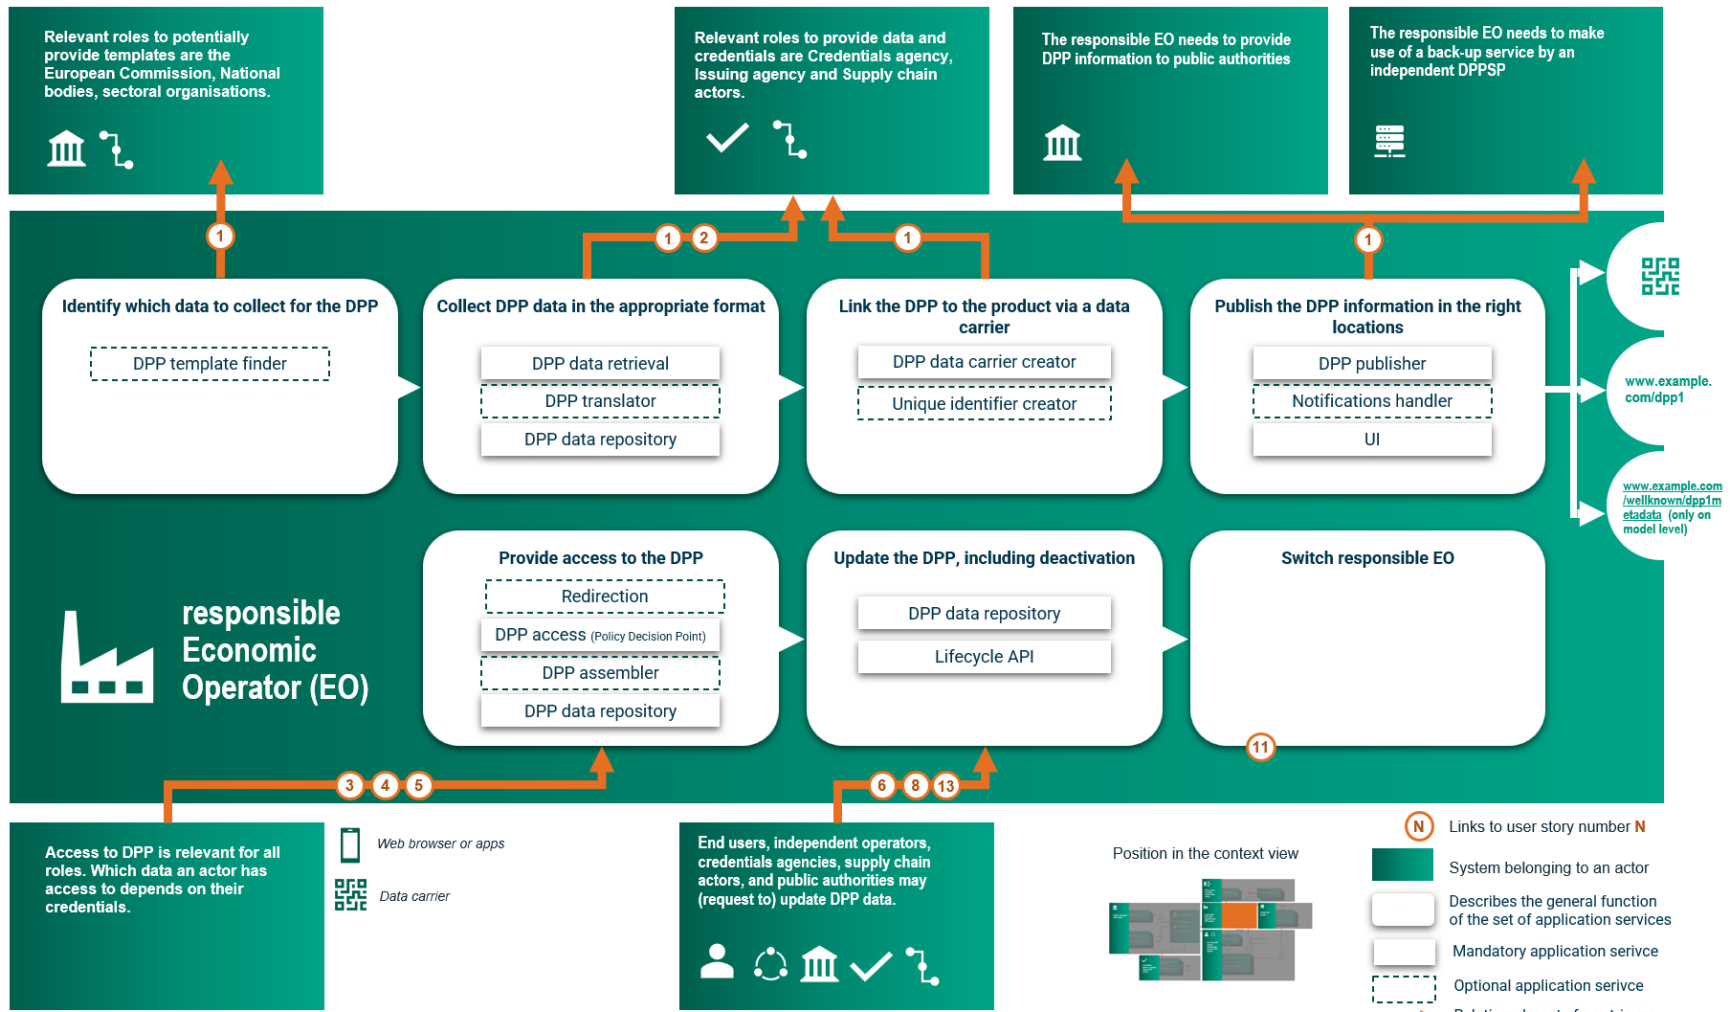 Relevant roles to potentially
provide templates are the
European Commission, National
bodies, sectoral organisations.
Relevant roles to provide data and
credentials are Credentials agency,
Issuing agency and Supply chain
actors.
The responsible EO needs to provide
DPP information to public authorities
The responsible EO needs to make
use of a back-up service by an
independent DPPSP
1
1
2
1
1
Identify which data to collect for the DPP
DPP template finder
Collect DPP data in the appropriate format
DPP data retrieval
DPP translator
DPP data repository
Link the DPP to the product via a data
carrier
DPP data carrier creator
Unique identifier creator
Publish the DPP information in the right
locations
DPP publisher
Notifications handler
UI
www.example.
com/dpp1
www.example.com
/wellknown/dpp1m
etadata (only on
model level)
responsible
Economic
Operator (EO)
Provide access to the DPP
Redirection
DPP access (Policy Decision Point)
DPP assembler
DPP data repository
Update the DPP, including deactivation
DPP data repository
Lifecycle API
Switch responsible EO
11
3
4
5
6
8
13
Access to DPP is relevant for all
roles. Which data an actor has
access to depends on their
credentials.
Web browser or apps
Data carrier
End users, independent operators,
credentials agencies, supply chain
actors, and public authorities may
(request to) update DPP data.
Position in the context view
N
Links to user story number N
System belonging to an actor
Describes the general function
of the set of application services
Mandatory application serivce
Optional application serivce